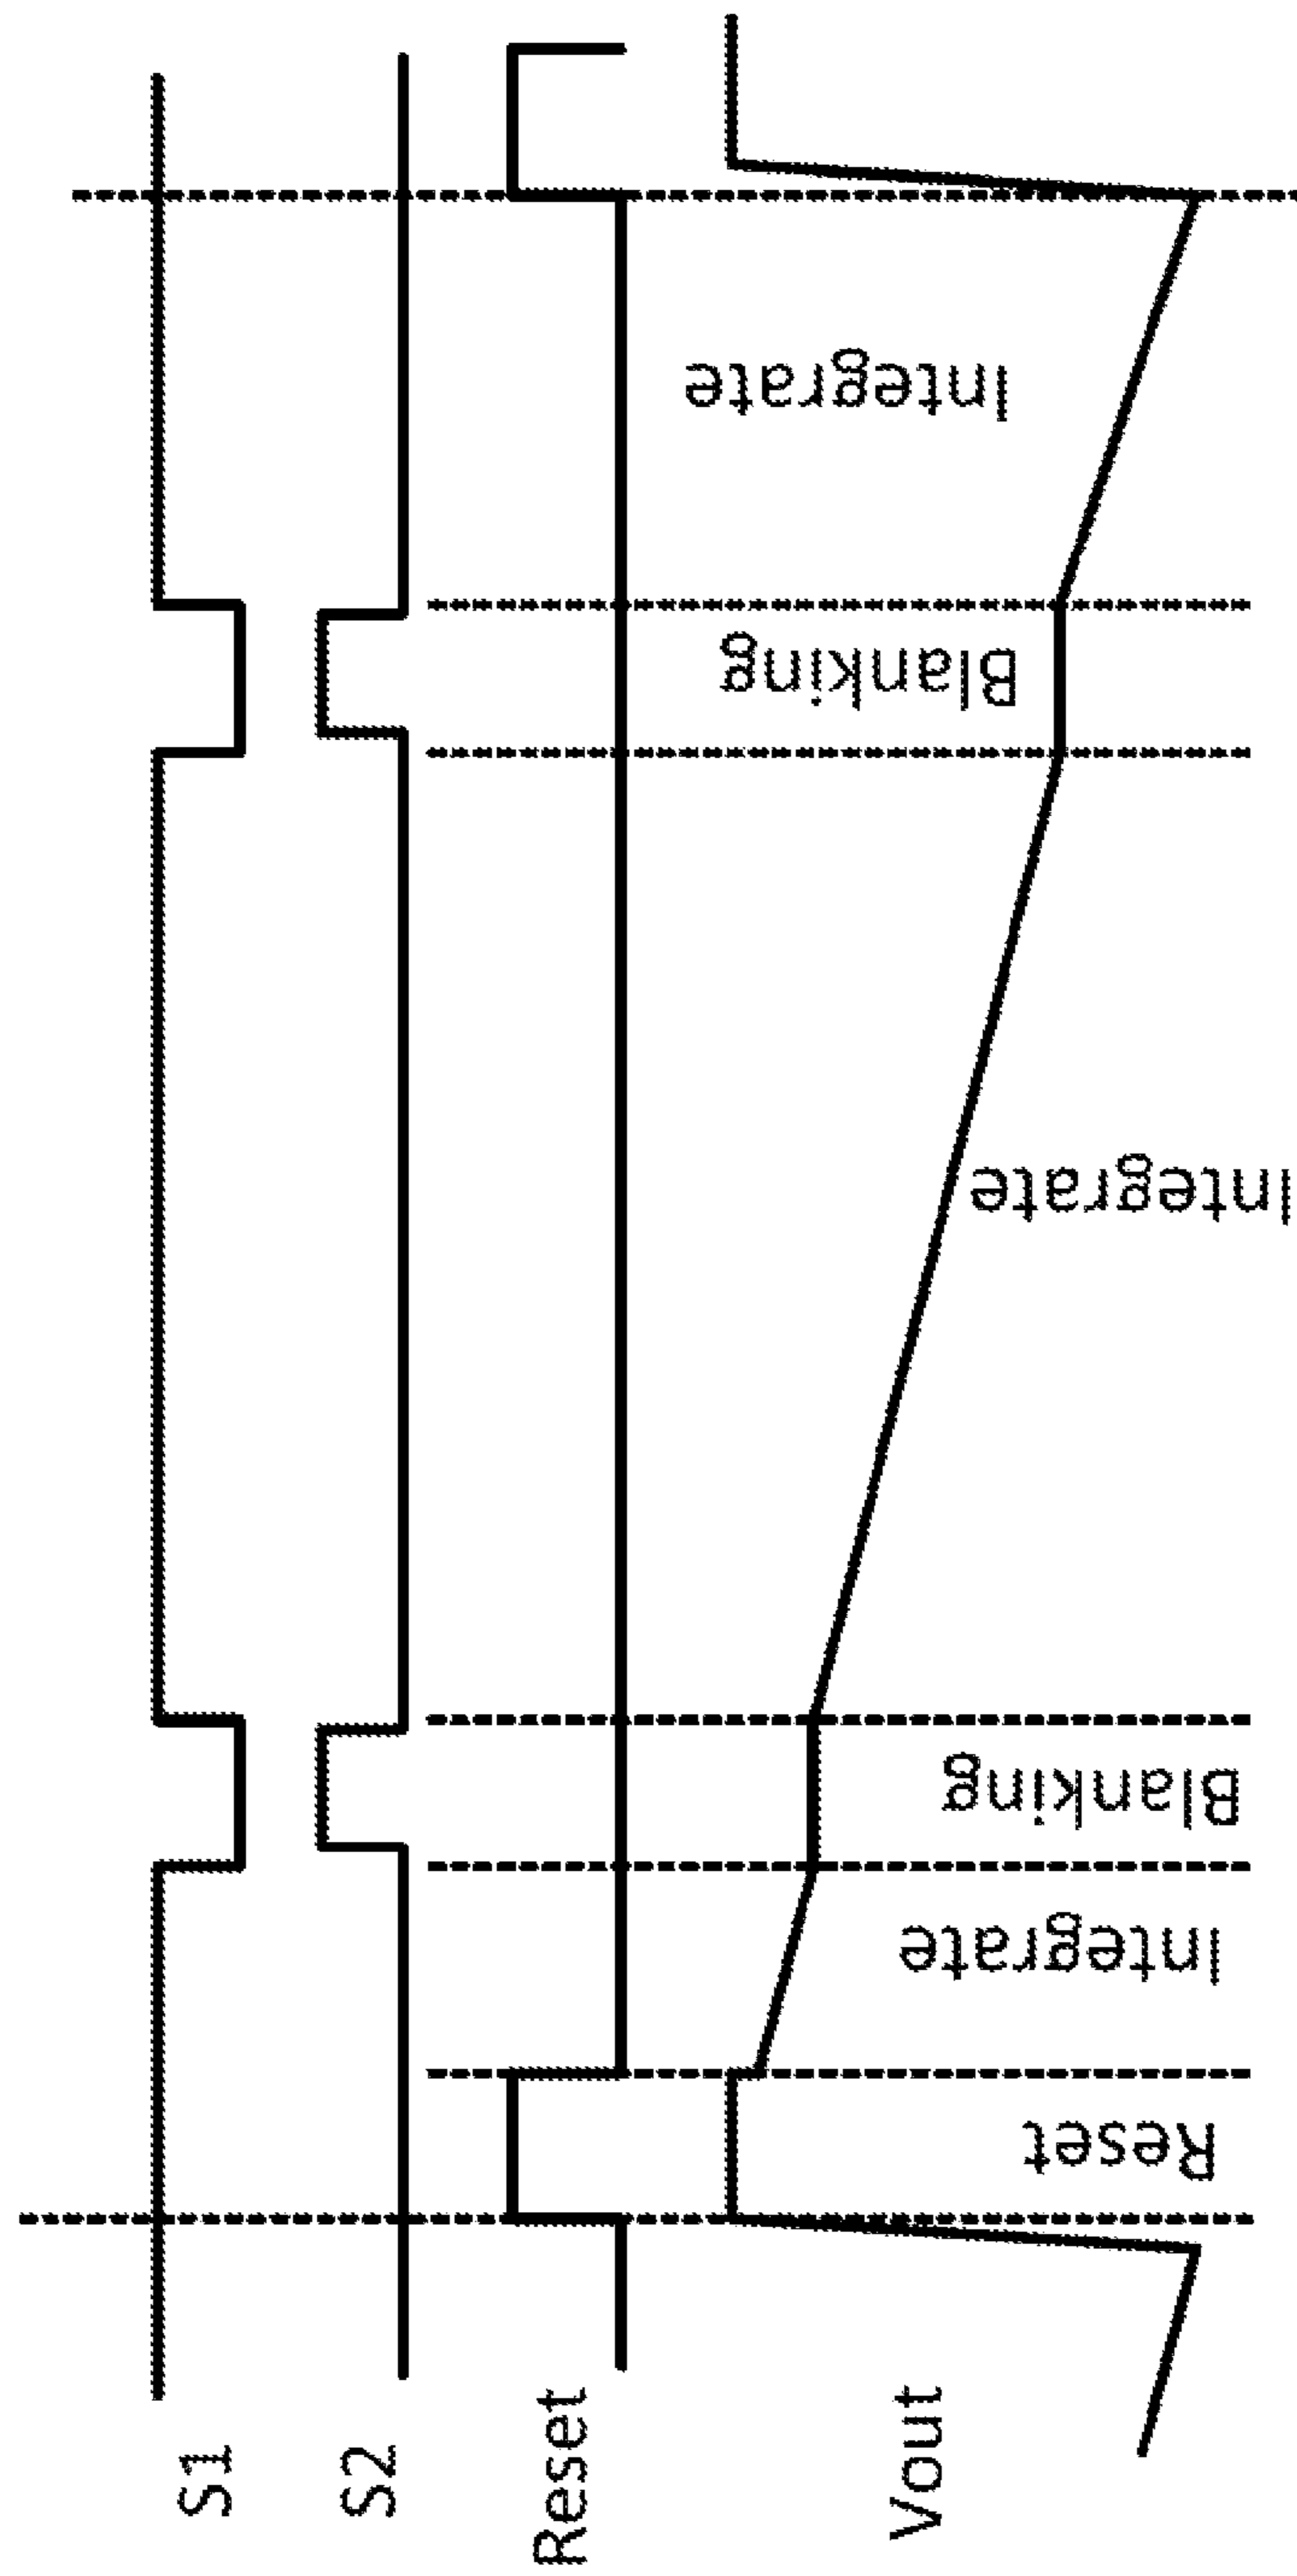 S1
S2
Reset
Vout
Reset
Integrate
Blanking
Integrate
Blanking
Integrate